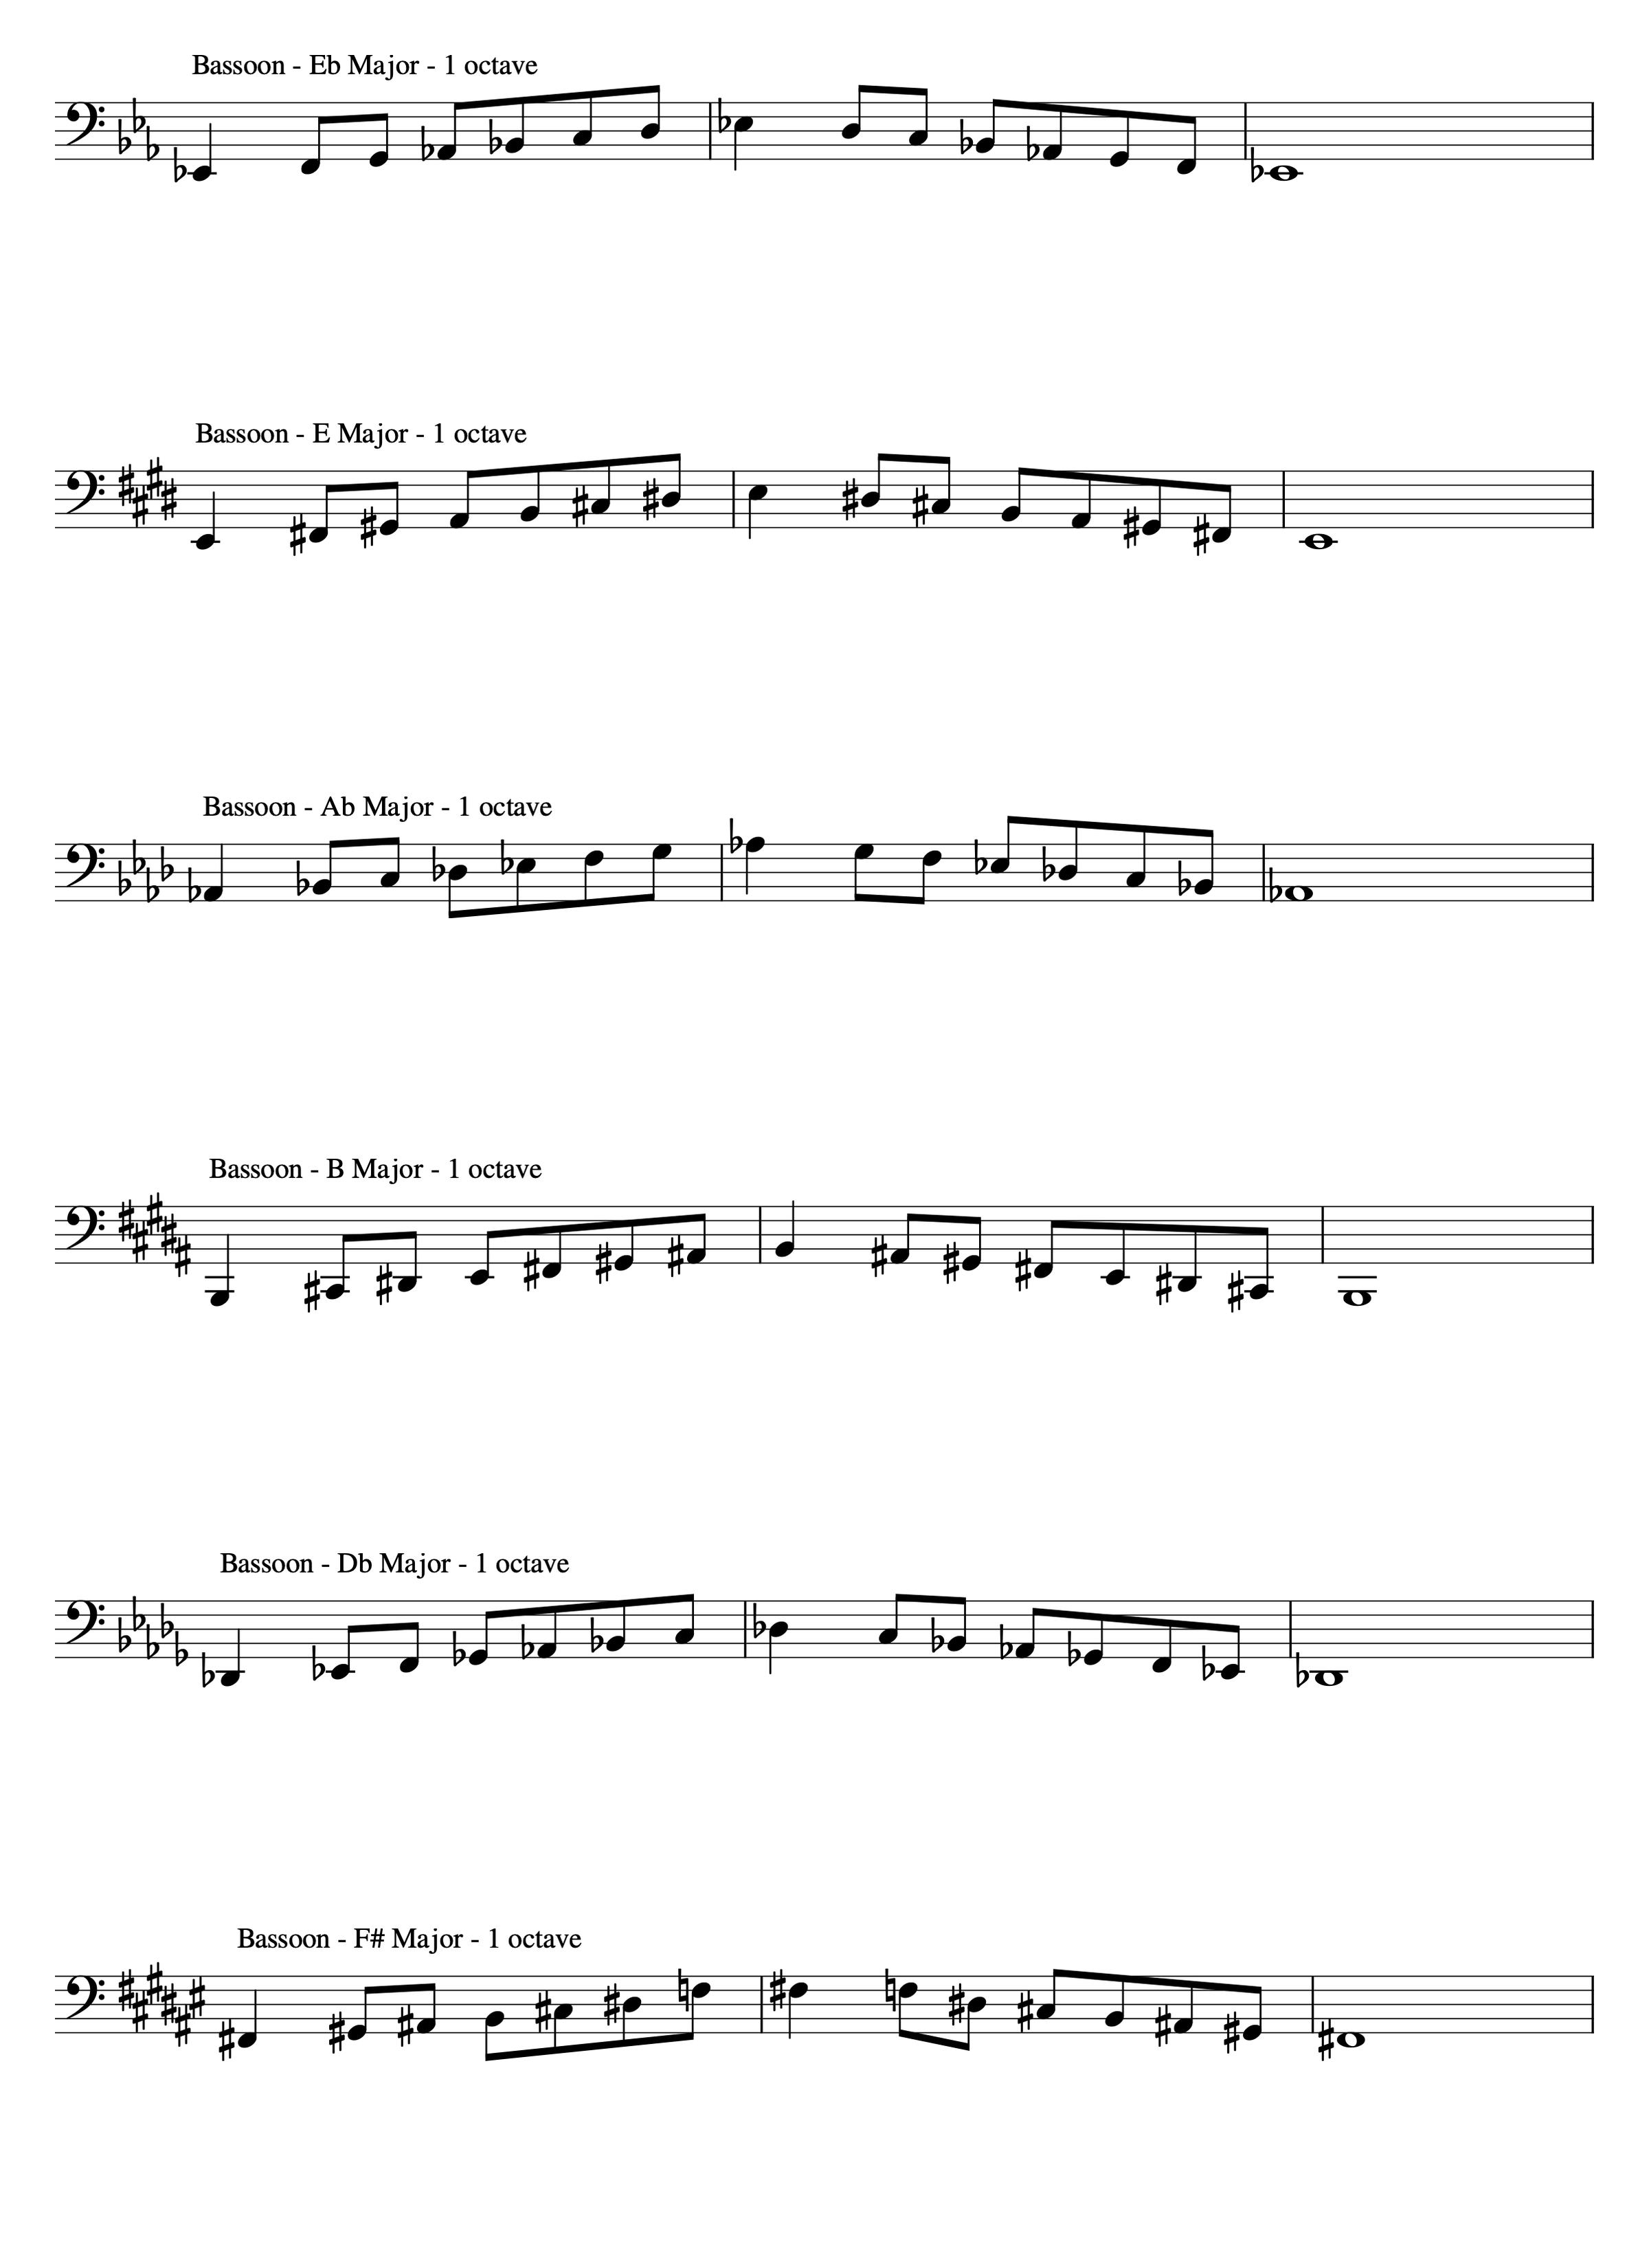 Bassoon - Eb Major - 1 octave
Bassoon - E Major - 1 octave
Bassoon - Ab Major - 1 octave
Bassoon - B Major - 1 octave
Bassoon - Db Major - 1 octave
Bassoon - F# Major - 1 octave